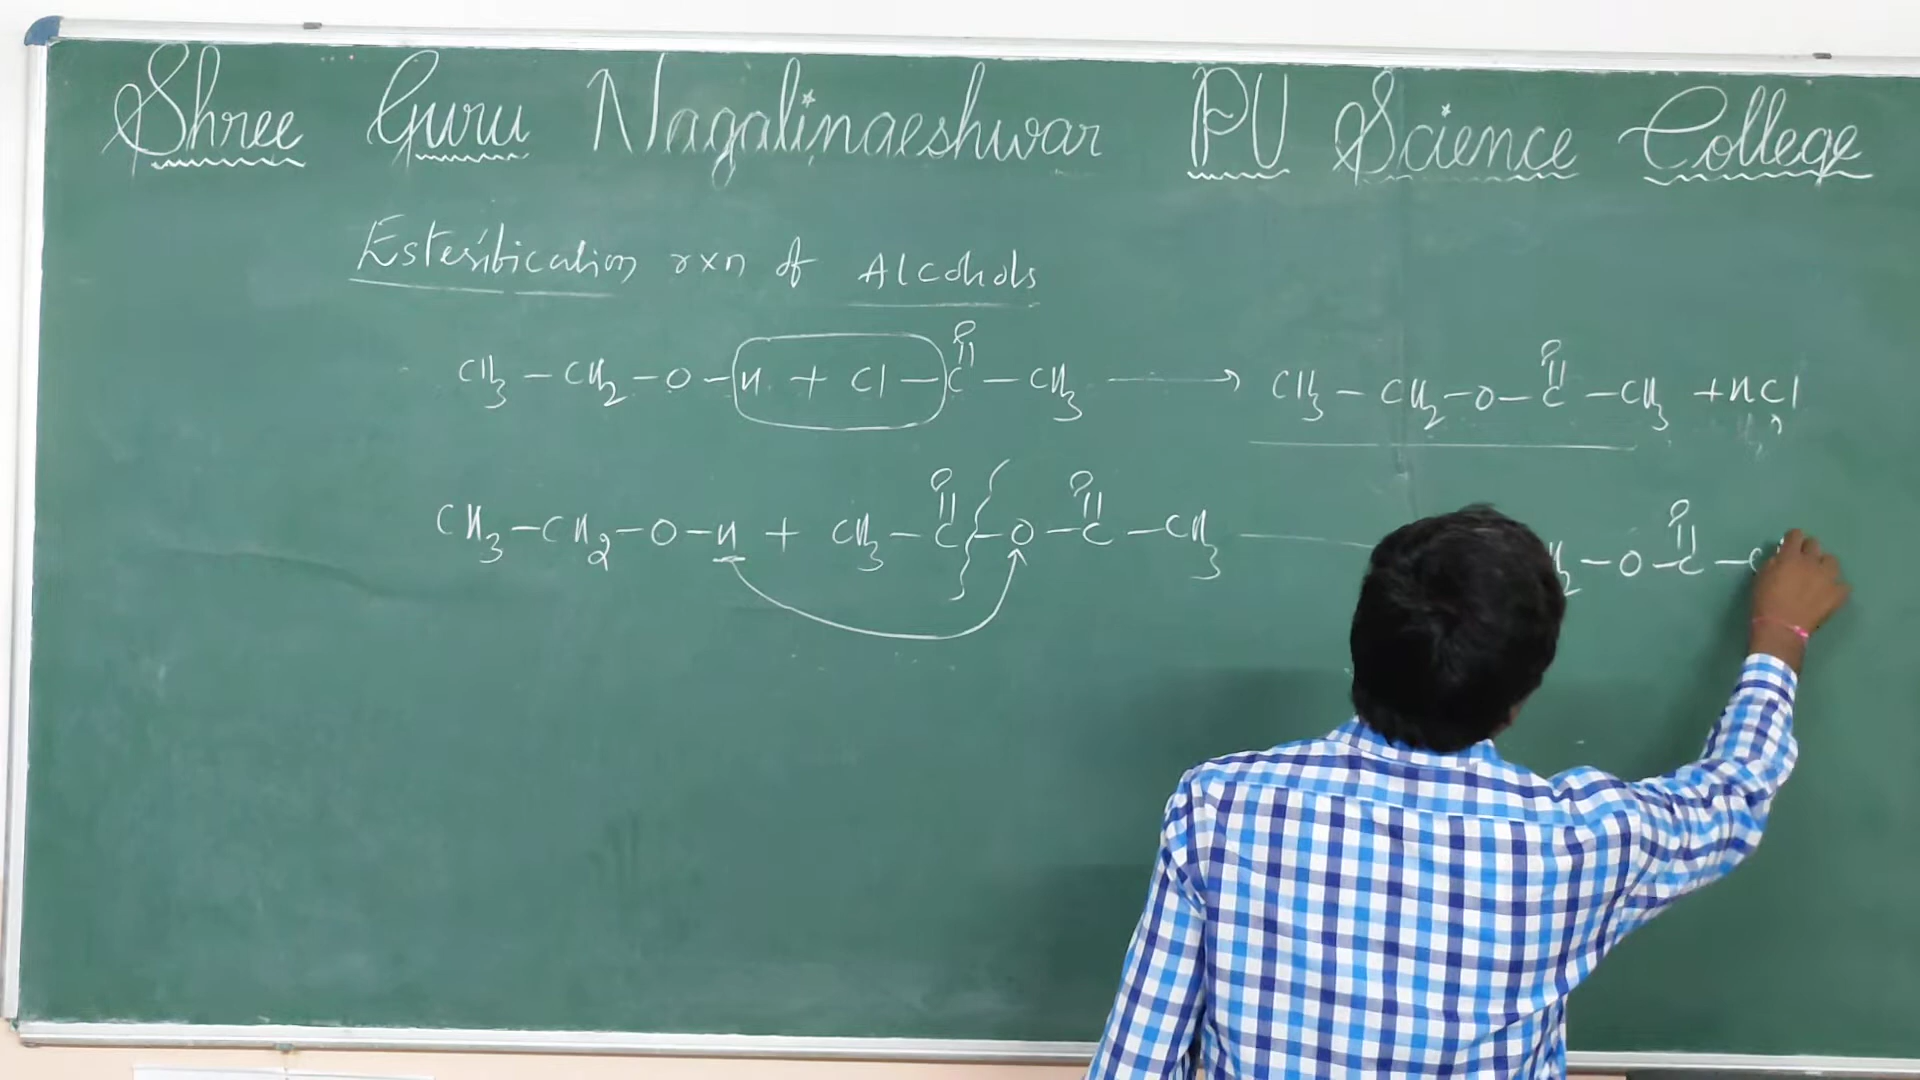 Shree Guru Nagalinaeshwar PU Science College
Esterification rxn of Alcohols
CH3 — CH2 — O — H + Cl — C(=O) — CH3 → CH3 — CH2 — O — C(=O) — CH3 + HCl
CH3 — CH2 — O — H + CH3 — C(=O) — O — C(=O) — CH3 — O — C(=O) —